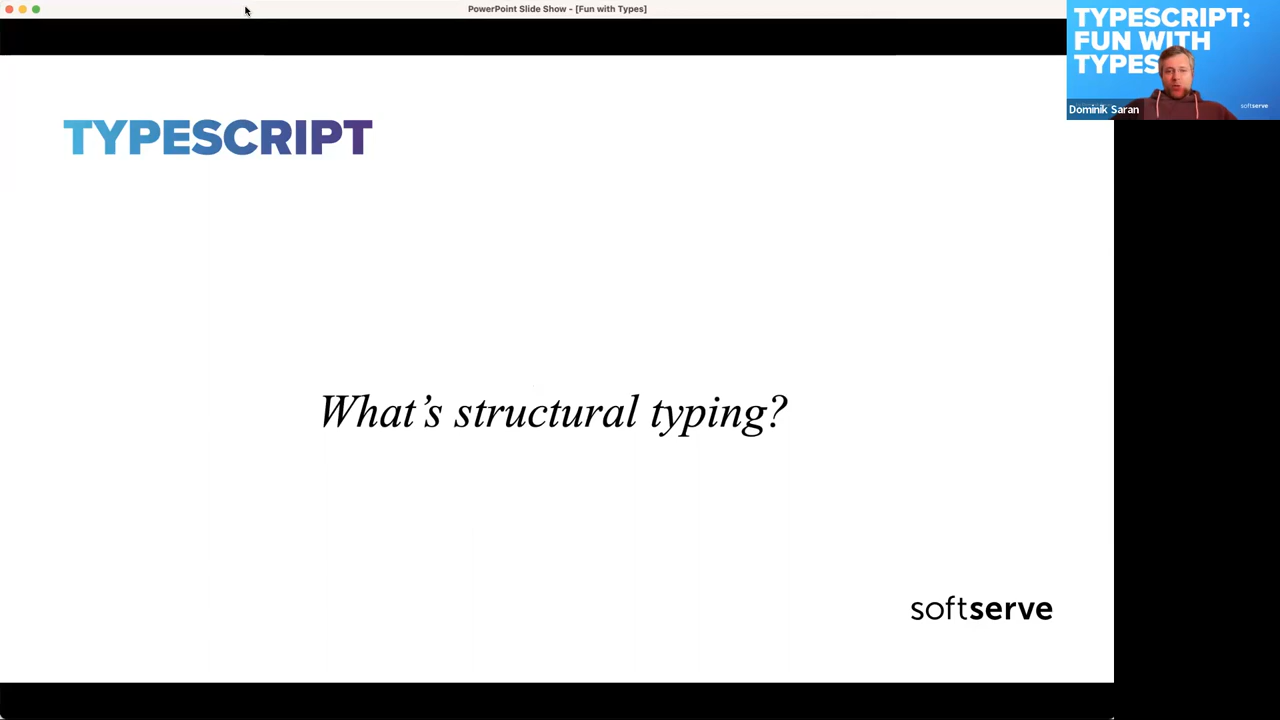 PowerPoint Slide Show - [Fun with Types]
TYPESCRIPT:
FUN WITH
TYPES
Dominik Saran
softserve
TYPESCRIPT
What's structural typing?
softserve